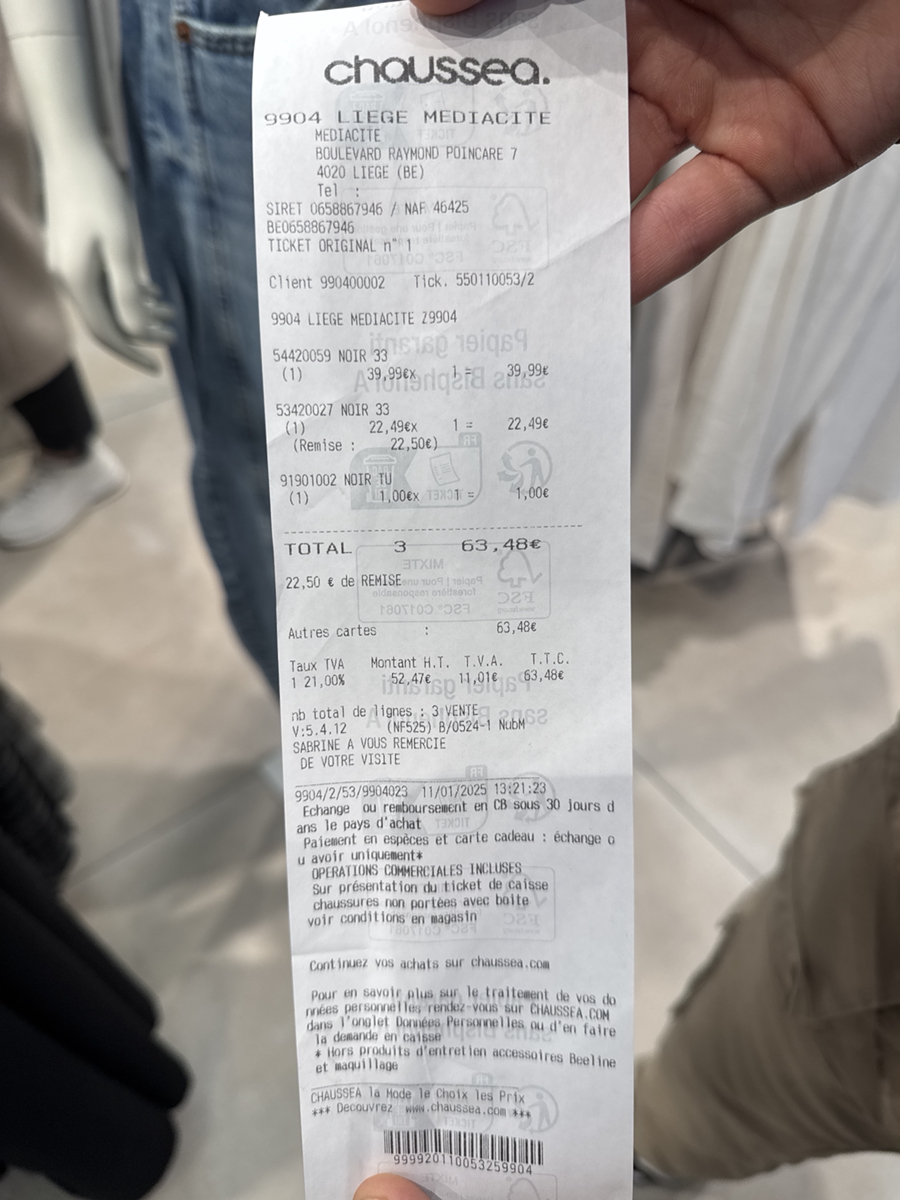 chaussea.
9904 LIEGE MEDIACITE
MEDIACITE
BOULEVARD RAYMOND POINCARE 7
4020 LIEGE (BE)
Tel :
SIRET 0658867946 / NAF 46425
BE0658867946
TICKET ORIGINAL n° 1
Client 990400002 Tick. 550110053/2
9904 LIEGE MEDIACITE Z9904
54420059 NOIR 33
(1) 39,99€x 1 = 39,99€
53420027 NOIR 33
(1) 22,49€x 1 = 22,49€
(Remise : 22,50€)
91901002 NOIR TU
(1) 1,00€x 1 = 1,00€
TOTAL 3 63,48€
22,50 € de REMISE
Autres cartes : 63,48€
Taux TVA Montant H.T. T.V.A. T.T.C.
1 21,00% 52,47€ 11,01€ 63,48€
nb total de lignes : 3 VENTE
V:5.4.12 (NF525) B/0524-1 NubM
SABRINE A VOUS REMERCIE
DE VOTRE VISITE
9904/2/53/9904023 11/01/2025 13:21:23
Echange ou remboursement en CB sous 30 jours d
ans le pays d'achat
Paiement en espèces et carte cadeau : échange o
u avoir uniquement*
OPERATIONS COMMERCIALES INCLUSES
Sur présentation du ticket de caisse
chaussures non portées avec boite
voir conditions en magasin
Continuez vos achats sur chaussea.com
Pour en savoir plus sur le traitement de vos do
nnées personnelles rendez-vous sur CHAUSSEA.COM
dans l'onglet Données Personnelles ou d'en faire
la demande en caisse
* Hors produits d'entretien accessoires Beeline
et maquillage
CHAUSSEA la Mode le Choix les Prix
*** Decouvrez www.chaussea.com ***
999920110053259904